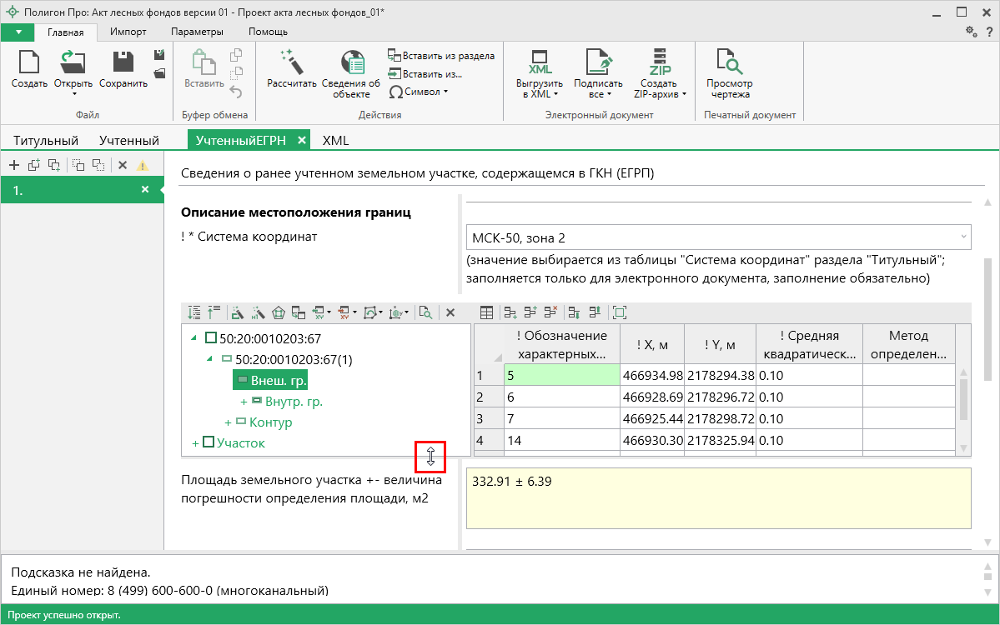 Полигон Про: Акт лесных фондов версии 01 - Проект акта лесных фондов_01*
Главная Импорт Параметры Помощь ?
Создать Открыть Сохранить
Файл
Вставить
Буфер обмена
Рассчитать Сведения об объекте
Вставить из раздела
Вставить из...
Символ
Действия
XML Выгрузить в XML
Подписать все
ZIP Создать ZIP-архив
Электронный документ
Просмотр чертежа
Печатный документ
Титульный Учтенный УчтенныйЕГРН XML
1.
Сведения о ранее учтенном земельном участке, содержащемся в ГКН (ЕГРП)
Описание местоположения границ
! * Система координат
МСК-50, зона 2
(значение выбирается из таблицы "Система координат" раздела "Титульный";
заполняется только для электронного документа, заполнение обязательно)
50:20:0010203:67
50:20:0010203:67(1)
Внеш. гр.
+ Внутр. гр.
+ Контур
+ Участок
! Обозначение характерных... ! X, м ! Y, м ! Средняя квадратическ... Метод определен...
1 5 466934.98 2178294.38 0.10
2 6 466928.69 2178296.72 0.10
3 7 466925.44 2178298.72 0.10
4 14 466930.30 2178325.94 0.10
Площадь земельного участка +- величина
погрешности определения площади, м2
332.91 ± 6.39
Подсказка не найдена.
Единый номер: 8 (499) 600-600-0 (многоканальный)
Проект успешно открыт.